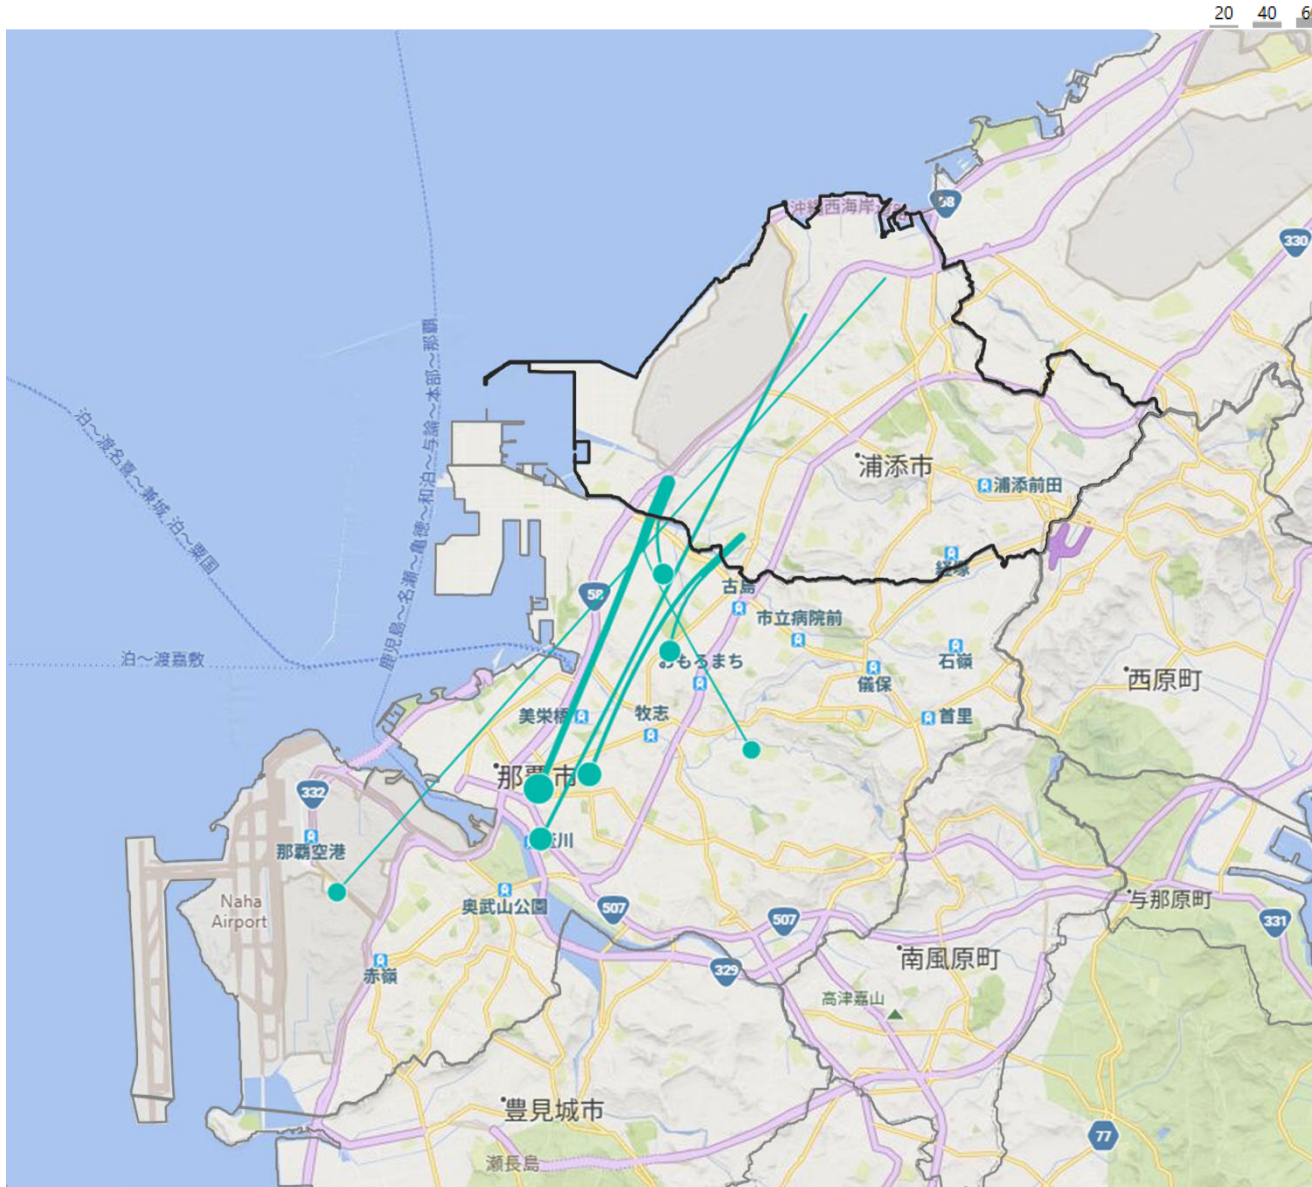 20 40
沖縄西海岸道
58
330
泊～渡名喜～兼城 泊～粟国
鹿児島～名瀬～亀徳～和泊～与論～本部～那覇
浦添市
浦添前田
経塚
58
古島
市立病院前
泊～渡嘉敷
おもろまち
儀保
石嶺
西原町
美栄橋
牧志
首里
那覇市
332
那覇空港
壺川
Naha
Airport
奥武山公園
507
507
与那原町
331
赤嶺
329
南風原町
高津嘉山
豊見城市
77
瀬長島